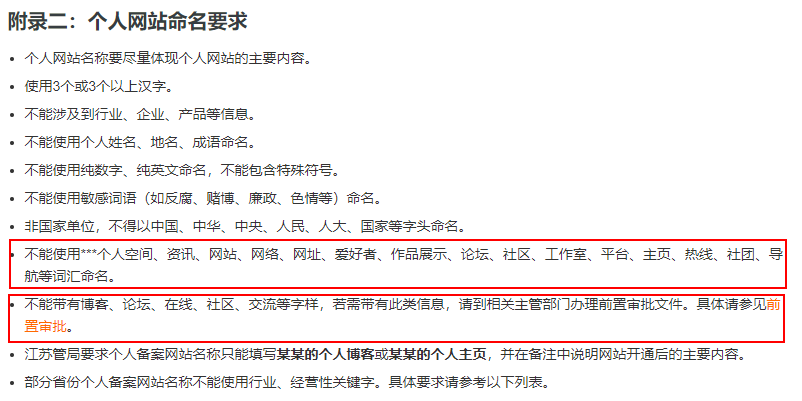 附录二：个人网站命名要求
个人网站名称要尽量体现个人网站的主要内容。
使用3个或3个以上汉字。
不能涉及到行业、企业、产品等信息。
不能使用个人姓名、地名、成语命名。
不能使用纯数字、纯英文命名，不能包含特殊符号。
不能使用敏感词语（如反腐、赌博、廉政、色情等）命名。
非国家单位，不得以中国、中华、中央、人民、人大、国家等字头命名。
不能使用***个人空间、资讯、网站、网络、网址、爱好者、作品展示、论坛、社区、工作室、平台、主页、热线、社团、导
航等词汇命名。
不能带有博客、论坛、在线、社区、交流等字样，若需带有此类信息，请到相关主管部门办理前置审批文件。具体请参见前
置审批。
江苏管局要求个人备案网站名称只能填写某某的个人博客或某某的个人主页，并在备注中说明网站开通后的主要内容。
部分省份个人备案网站名称不能使用行业、经营性关键字。具体要求请参考以下列表。